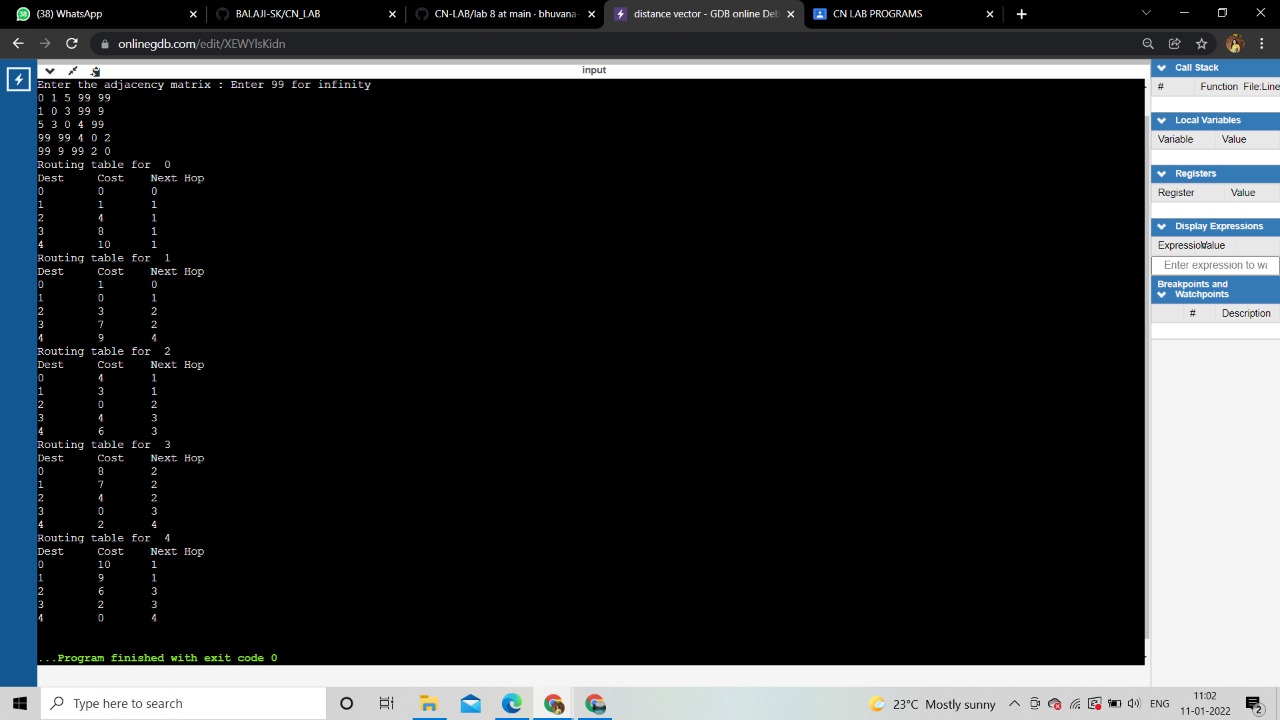 (38) WhatsApp
BALAJI-SK/CN_LAB
CN-LAB/lab 8 at main · bhuvana-
distance vector - GDB online Deb
CN LAB PROGRAMS
onlinegdb.com/edit/XEWYlsKidn
input
Enter the adjacency matrix : Enter 99 for infinity
0 1 5 99 99
1 0 3 99 9
5 3 0 4 99
99 99 4 0 2
99 9 99 2 0
Routing table for 0
Dest Cost Next Hop
0 0 0
1 1 1
2 4 1
3 8 1
4 10 1
Routing table for 1
Dest Cost Next Hop
0 1 0
1 0 1
2 3 2
3 7 2
4 9 4
Routing table for 2
Dest Cost Next Hop
0 4 1
1 3 1
2 0 2
3 4 3
4 6 3
Routing table for 3
Dest Cost Next Hop
0 8 2
1 7 2
2 4 2
3 0 3
4 2 4
Routing table for 4
Dest Cost Next Hop
0 10 1
1 9 1
2 6 3
3 2 3
4 0 4
...Program finished with exit code 0
Call Stack
# Function File:Line
Local Variables
Variable Value
Registers
Register Value
Display Expressions
Expression Value
Enter expression to wa
Breakpoints and
Watchpoints
# Description
Type here to search
23°C Mostly sunny
ENG
11:02
11-01-2022
2